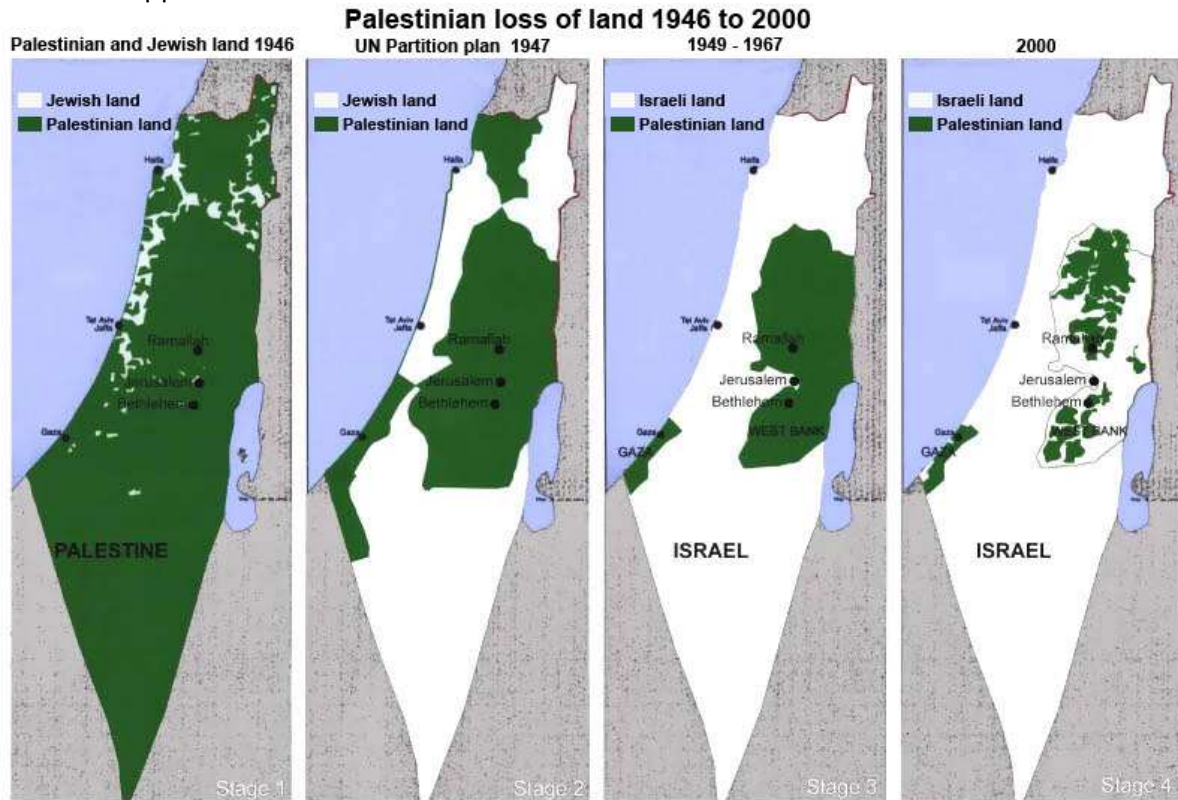 Palestinian loss of land 1946 to 2000
Palestinian and Jewish land 1946
Jewish land
Palestinian land
Haifa
Tel Aviv
Jaffa
Ramallah
Jerusalem
Bethlehem
Gaza
PALESTINE
Stage 1
UN Partition plan 1947
Jewish land
Palestinian land
Haifa
Tel Aviv
Jaffa
Ramallah
Jerusalem
Bethlehem
Gaza
Stage 2
1949 - 1967
Israeli land
Palestinian land
Haifa
Tel Aviv
Jaffa
Ramallah
Jerusalem
Bethlehem
Gaza
GAZA
WEST BANK
ISRAEL
Stage 3
2000
Israeli land
Palestinian land
Haifa
Tel Aviv
Jaffa
Ramallah
Jerusalem
Bethlehem
Gaza
GAZA
WEST BANK
ISRAEL
Stage 4